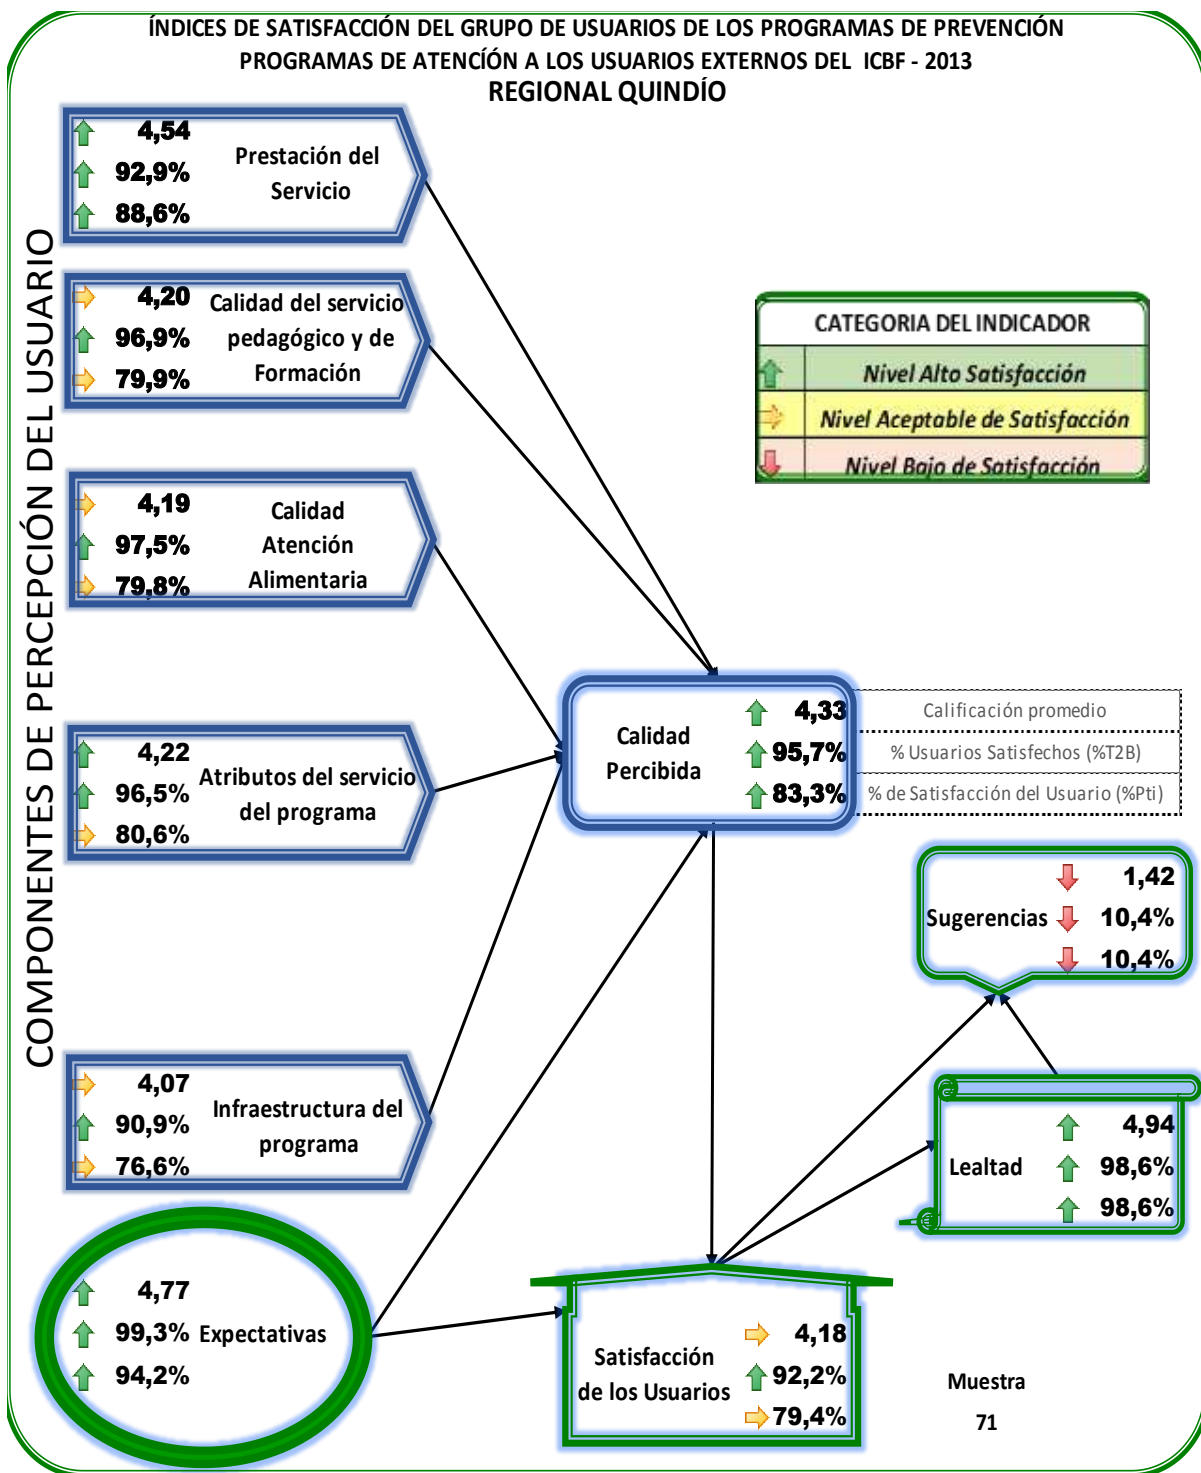 ÍNDICES DE SATISFACCIÓN DEL GRUPO DE USUARIOS DE LOS PROGRAMAS DE PREVENCIÓN
PROGRAMAS DE ATENCÍÓN A LOS USUARIOS EXTERNOS DEL ICBF - 2013
REGIONAL QUINDÍO
COMPONENTES DE PERCEPCIÓN DEL USUARIO
4,54
92,9%
88,6%
Prestación del
Servicio
4,20
96,9%
79,9%
Calidad del servicio
pedagógico y de
Formación
CATEGORIA DEL INDICADOR
Nivel Alto Satisfacción
Nivel Aceptable de Satisfacción
Nivel Bajo de Satisfacción
4,19
97,5%
79,8%
Calidad
Atención
Alimentaria
4,22
96,5%
80,6%
Atributos del servicio
del programa
Calidad
Percibida
4,33
95,7%
83,3%
Calificación promedio
% Usuarios Satisfechos (%T2B)
% de Satisfacción del Usuario (%Pti)
Sugerencias
1,42
10,4%
10,4%
4,07
90,9%
76,6%
Infraestructura del
programa
Lealtad
4,94
98,6%
98,6%
4,77
99,3%
94,2%
Expectativas
Satisfacción
de los Usuarios
4,18
92,2%
79,4%
Muestra
71